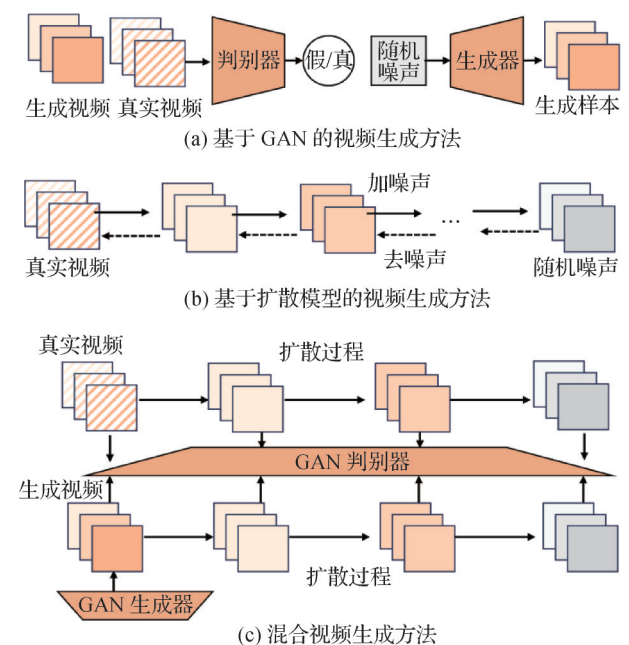 判别器
假/真
随机
噪声
生成器
生成视频 真实视频
生成样本
(a) 基于 GAN 的视频生成方法
加噪声
...
真实视频
去噪声
随机噪声
(b) 基于扩散模型的视频生成方法
真实视频
扩散过程
GAN 判别器
生成视频
扩散过程
GAN 生成器
(c) 混合视频生成方法